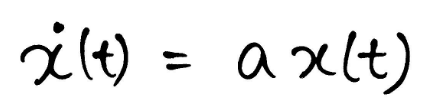 ẋ(t) = a x(t)